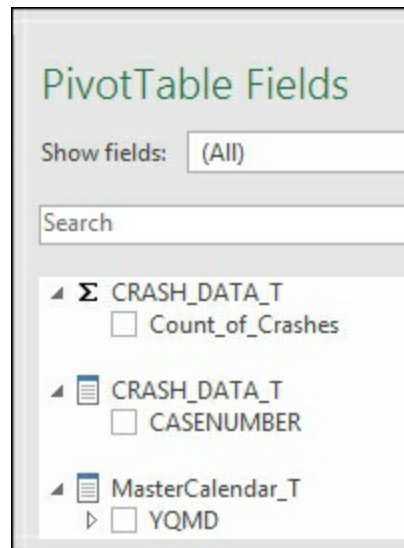 PivotTable Fields
Show fields: (All)
Search
Σ CRASH_DATA_T
Count_of_Crashes
CRASH_DATA_T
CASENUMBER
MasterCalendar_T
YQMD